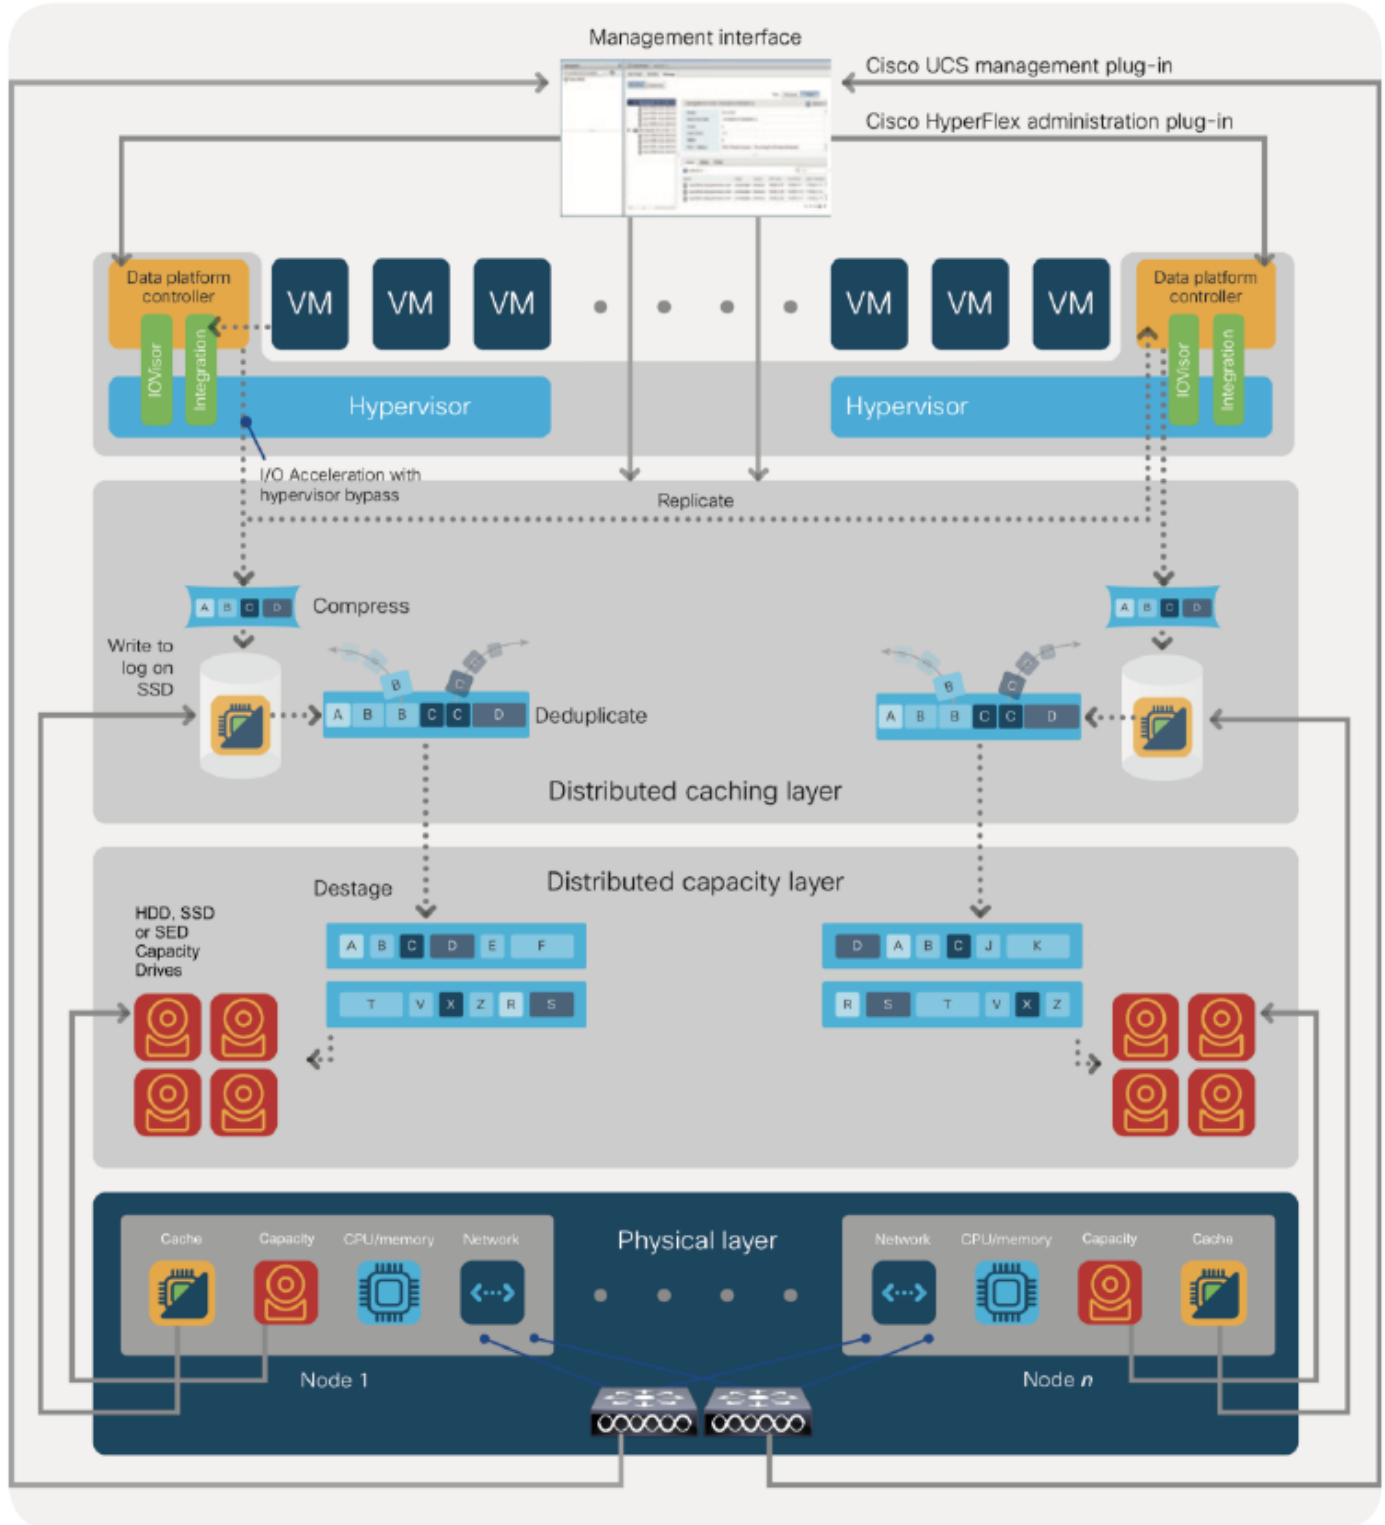 Management interface
Cisco UCS management plug-in
Cisco HyperFlex administration plug-in
Data platform
controller
IOVisor
Integration
VM
VM
VM
VM
VM
VM
Data platform
controller
IOVisor
Integration
Hypervisor
Hypervisor
I/O Acceleration with
hypervisor bypass
Replicate
A B C D
Compress
A B C D
Write to
log on
SSD
B
C
A B B C C D
Deduplicate
B
C
A B B C C D
Distributed caching layer
Destage
Distributed capacity layer
HDD, SSD
or SED
Capacity
Drives
A B C D E F
T V X Z R S
D A B C J K
R S T V X Z
Cache Capacity CPU/memory Network
Physical layer
Network CPU/memory Capacity Cache
Node 1
Node n